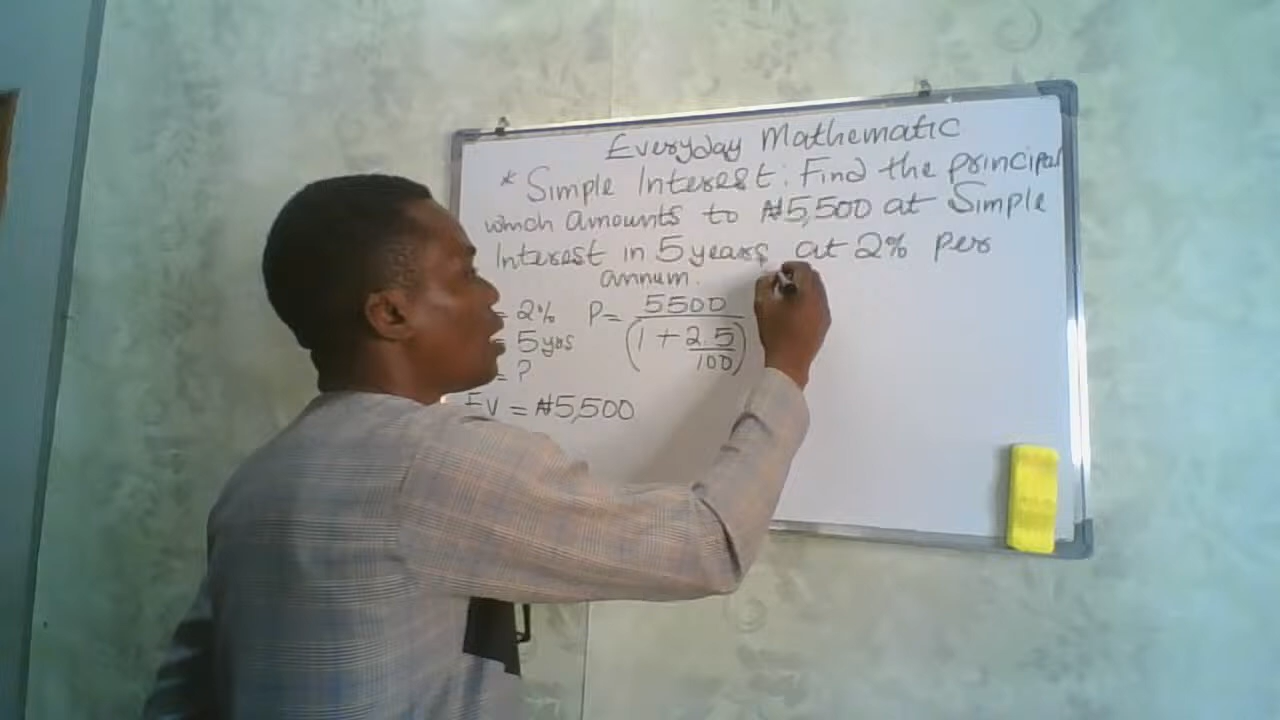 Everyday Mathematic
* Simple Interest: Find the principal
which amounts to ₦5,500 at Simple
Interest in 5 years at 2% per
annum.
= 2% P = 5500
= 5yrs (1 + 2.5
= ? 100)
FV = ₦5,500